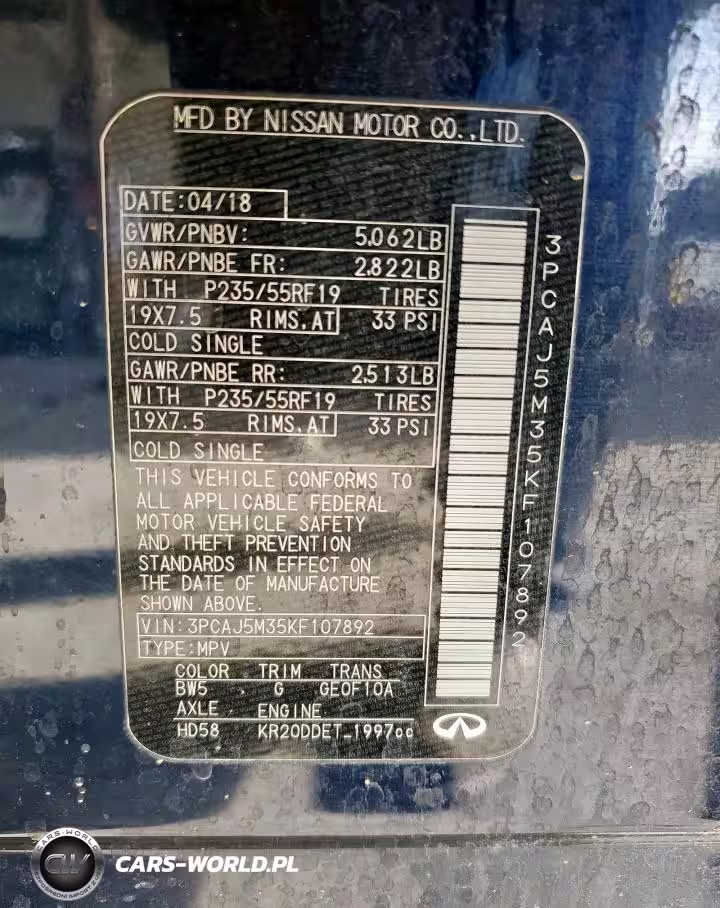 MFD BY NISSAN MOTOR CO.,LTD.
DATE:04/18
GVWR/PNBV: 5.062LB
GAWR/PNBE FR: 2.822LB
WITH P235/55RF19 TIRES
19X7.5 RIMS.AT 33 PSI
COLD SINGLE
GAWR/PNBE RR: 2.513LB
WITH P235/55RF19 TIRES
19X7.5 RIMS.AT 33 PSI
COLD SINGLE
THIS VEHICLE CONFORMS TO
ALL APPLICABLE FEDERAL
MOTOR VEHICLE SAFETY
AND THEFT PREVENTION
STANDARDS IN EFFECT ON
THE DATE OF MANUFACTURE
SHOWN ABOVE.
VIN:3PCAJ5M35KF107892
TYPE:MPV
COLOR TRIM TRANS
BW5 G GE0F10A
AXLE ENGINE
HD58 KR20DDET 1997cc
3PCAJ5M35KF107892
CARS-WORLD
CW
CARS-WORLD.PL